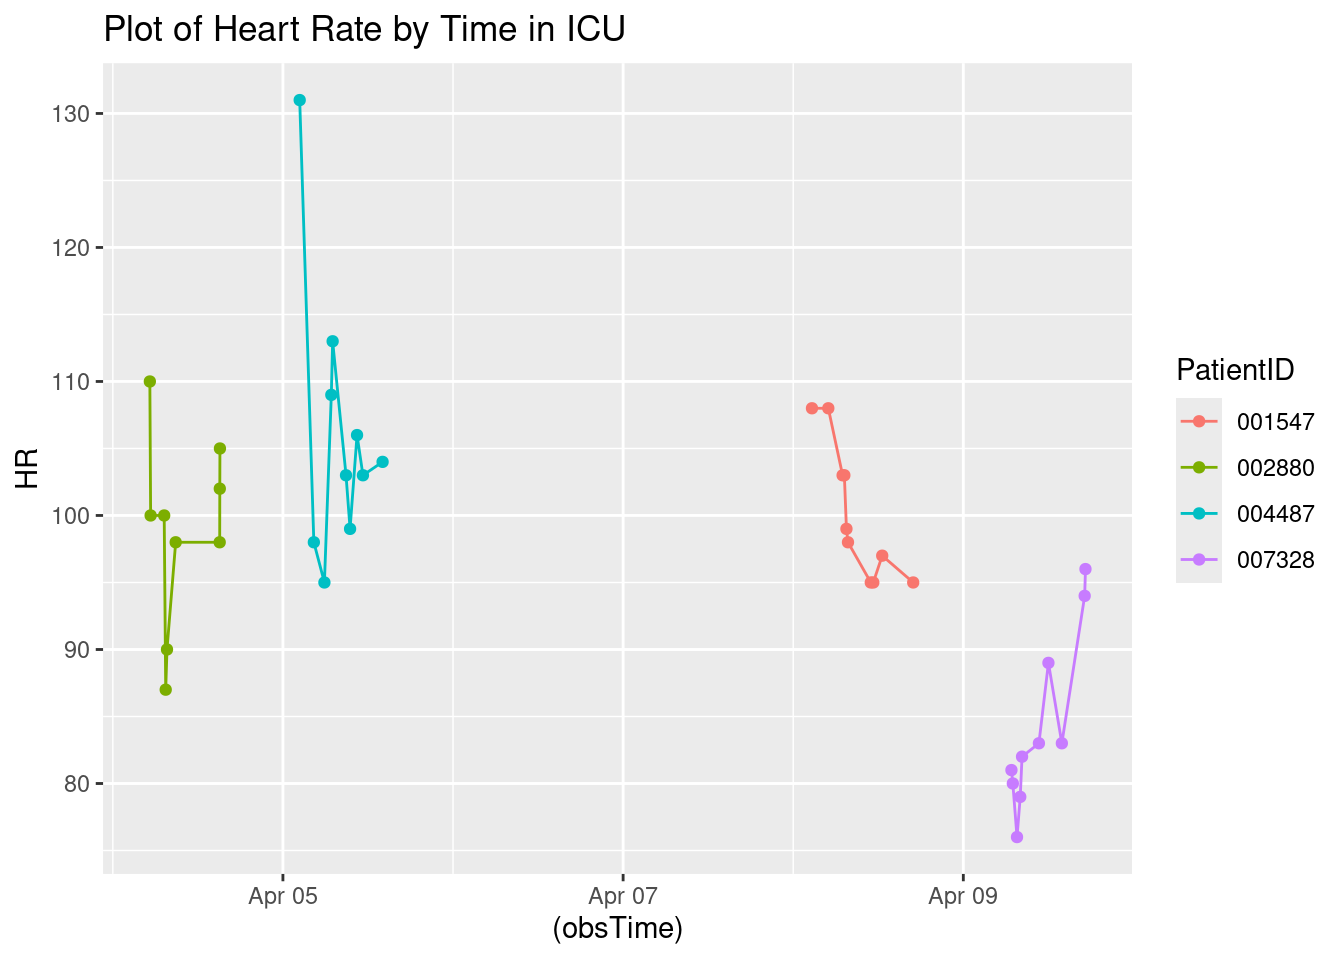 Plot of Heart Rate by Time in ICU
130
120
110
100
90
80
HR
Apr 05
Apr 07
Apr 09
(obsTime)
PatientID
001547
002880
004487
007328